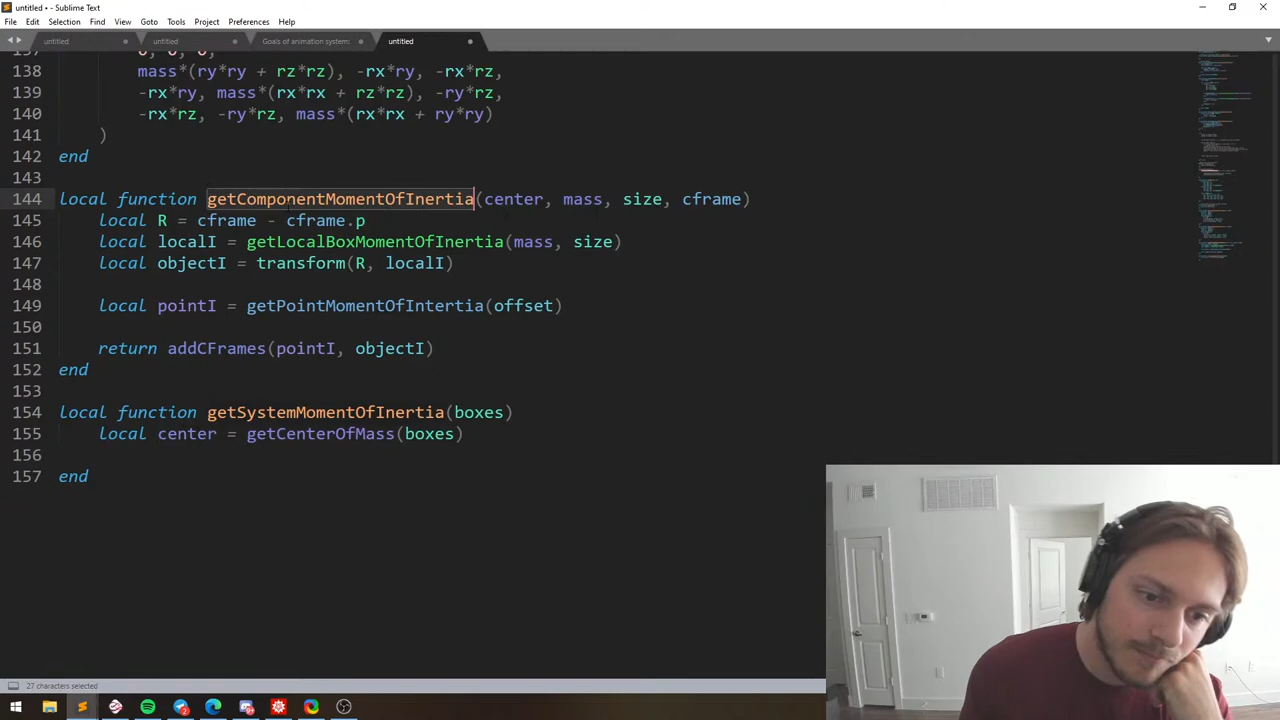 untitled • - Sublime Text
File Edit Selection Find View Goto Tools Project Preferences Help
untitled untitled Goals of animation system: untitled
137 0, 0, 0,
138 mass*(ry*ry + rz*rz), -rx*ry, -rx*rz,
139 -rx*ry, mass*(rx*rx + rz*rz), -ry*rz,
140 -rx*rz, -ry*rz, mass*(rx*rx + ry*ry)
141 )
142 end
143
144 local function getComponentMomentOfInertia(center, mass, size, cframe)
145 local R = cframe - cframe.p
146 local localI = getLocalBoxMomentOfInertia(mass, size)
147 local objectI = transform(R, localI)
148
149 local pointI = getPointMomentOfIntertia(offset)
150
151 return addCFrames(pointI, objectI)
152 end
153
154 local function getSystemMomentOfInertia(boxes)
155 local center = getCenterOfMass(boxes)
156
157 end
27 characters selected